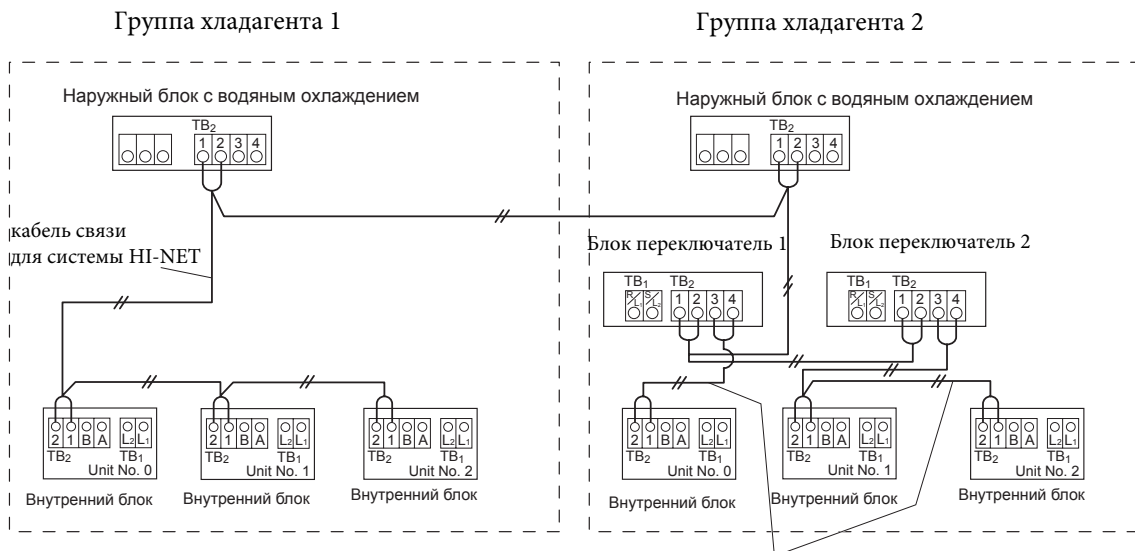 Группа хладагента 1
Группа хладагента 2
Наружный блок с водяным охлаждением
TB2
1 2 3 4
Наружный блок с водяным охлаждением
TB2
1 2 3 4
кабель связи
для системы HI-NET
Блок переключатель 1
TB1 TB2
R/L1 S/L2 1 2 3 4
Блок переключатель 2
TB1 TB2
R/L1 S/L2 1 2 3 4
2 1 B A L2 L1
TB2 TB1
Unit No. 0
Внутренний блок
2 1 B A L2 L1
TB2 TB1
Unit No. 1
Внутренний блок
2 1 B A L2 L1
TB2 TB1
Unit No. 2
Внутренний блок
2 1 B A L2 L1
TB2 TB1
Unit No. 0
Внутренний блок
2 1 B A L2 L1
TB2 TB1
Unit No. 1
Внутренний блок
2 1 B A L2 L1
TB2 TB1
Unit No. 2
Внутренний блок